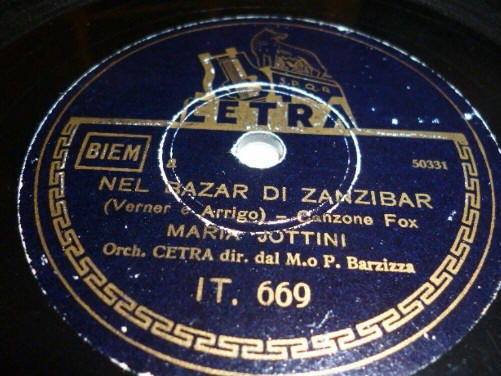 S.P.Q.R
CETRA
BIEM
50331
NEL BAZAR DI ZANZIBAR
(Verner e Arrigo) – Canzone Fox
MARIA JOTTINI
Orch. CETRA dir. dal M.o P. Barzizza
IT. 669